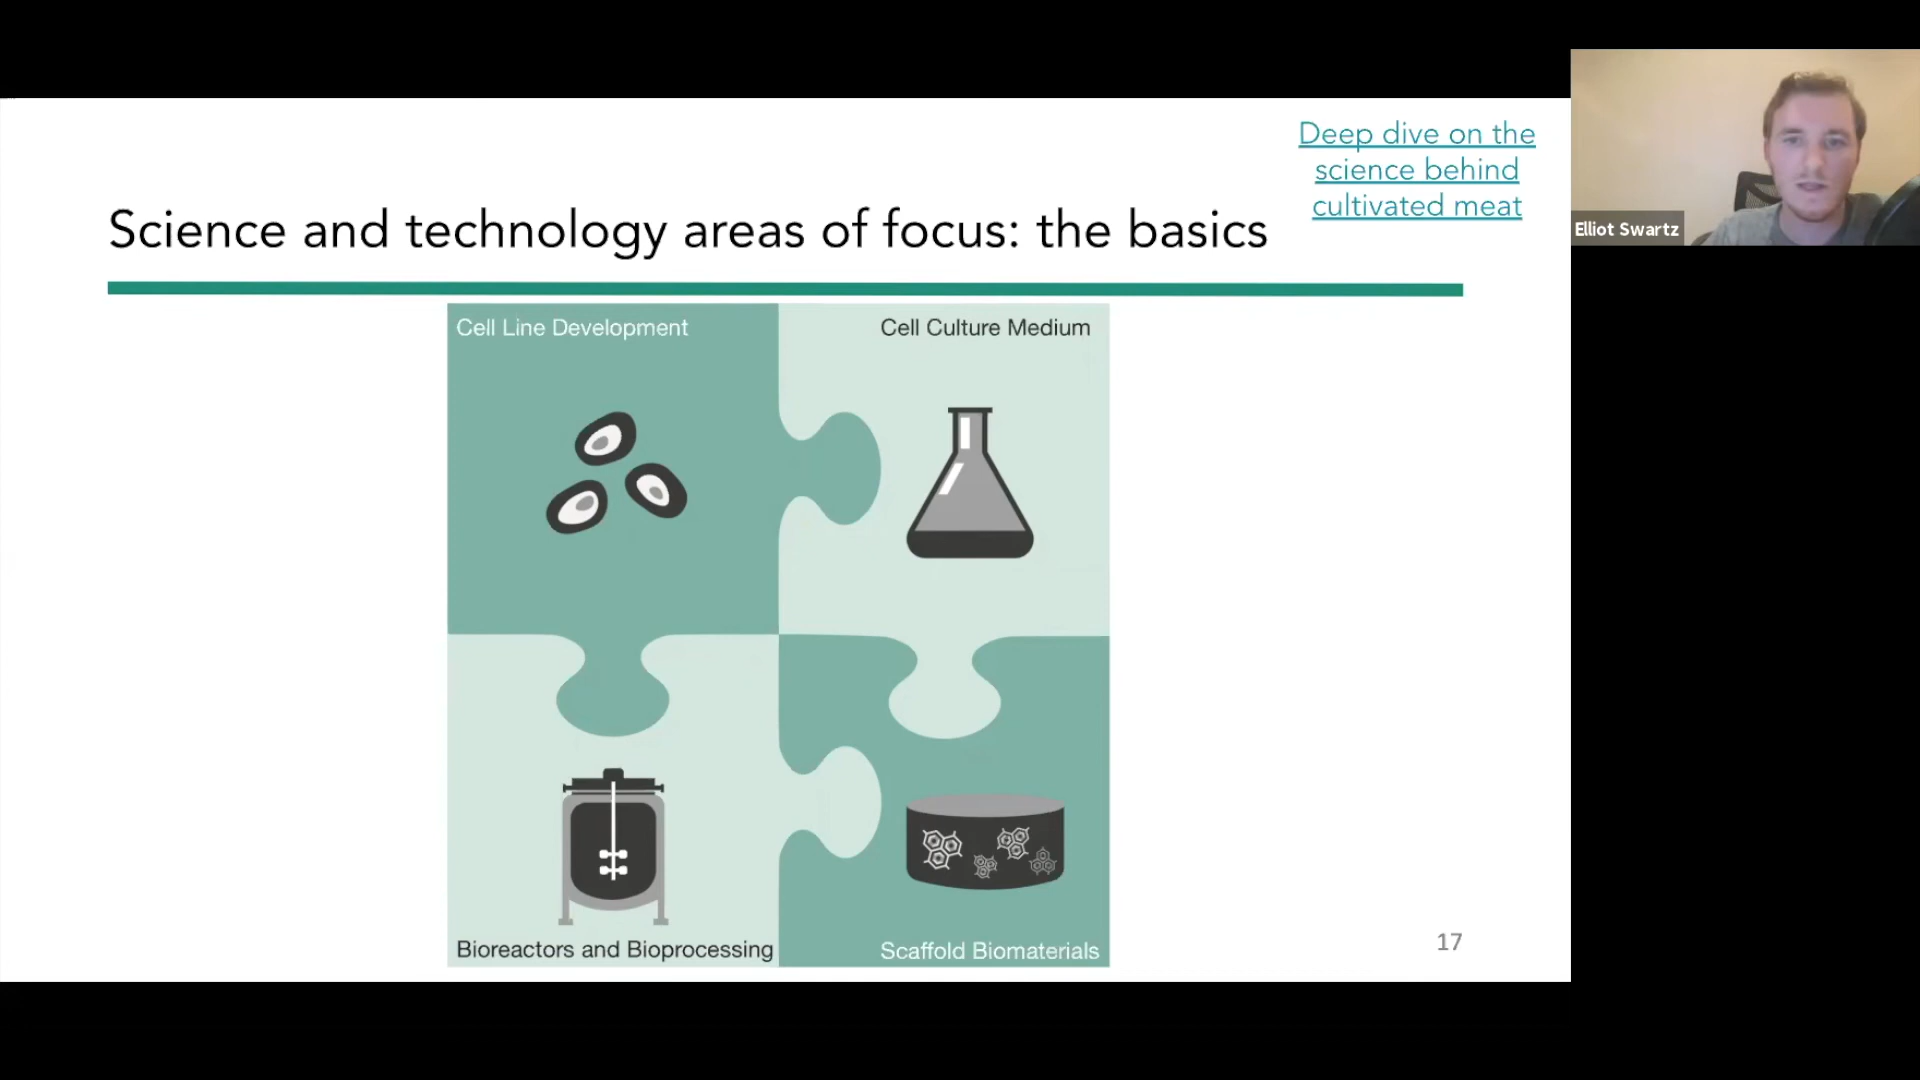 Deep dive on the
science behind
cultivated meat
Science and technology areas of focus: the basics
Elliot Swartz
Cell Line Development
Cell Culture Medium
Bioreactors and Bioprocessing
Scaffold Biomaterials
17